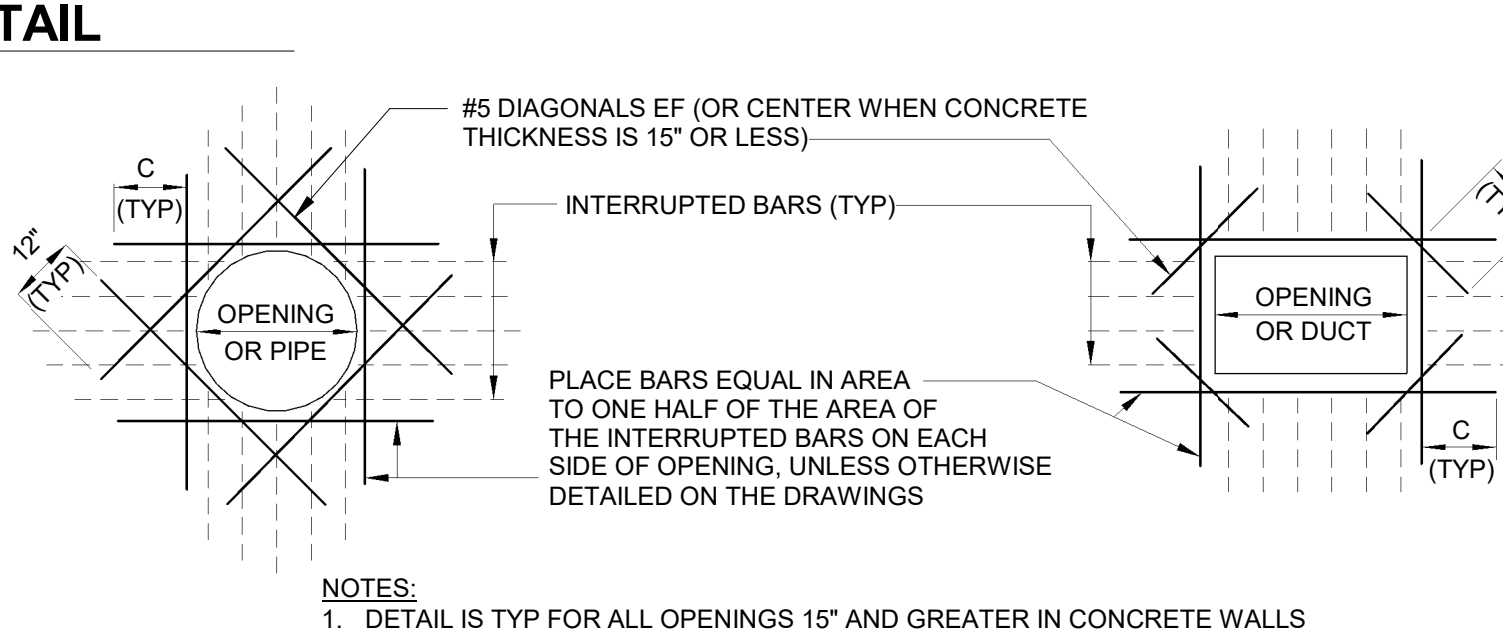 TAIL
#5 DIAGONALS EF (OR CENTER WHEN CONCRETE
THICKNESS IS 15" OR LESS)
C
(TYP)
INTERRUPTED BARS (TYP)
12"
(TYP)
OPENING
OR PIPE
OPENING
OR DUCT
PLACE BARS EQUAL IN AREA
TO ONE HALF OF THE AREA OF
THE INTERRUPTED BARS ON EACH
SIDE OF OPENING, UNLESS OTHERWISE
DETAILED ON THE DRAWINGS
C
(TYP)
NOTES:
1. DETAIL IS TYP FOR ALL OPENINGS 15" AND GREATER IN CONCRETE WALLS